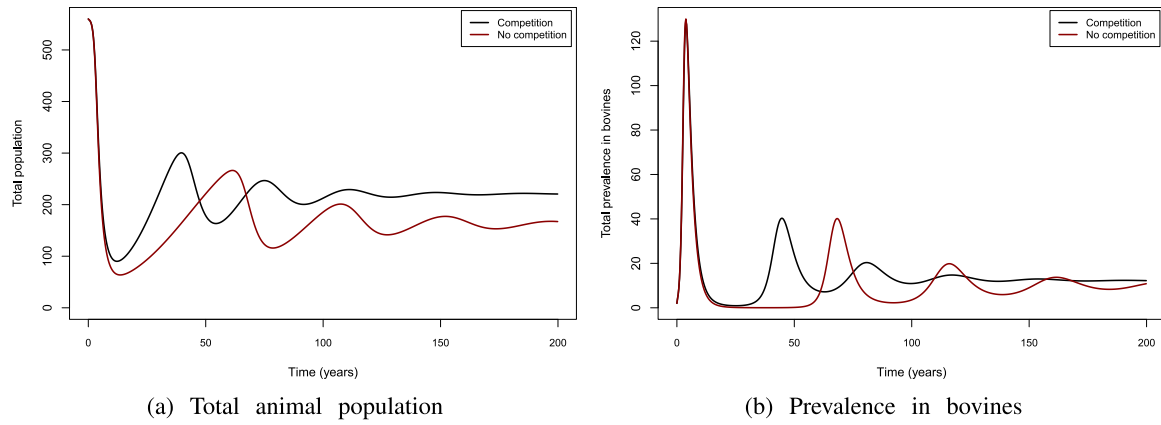 Competition
No competition
Total population
0
100
200
300
400
500
0
50
100
150
200
Time (years)
(a) Total animal population
Competition
No competition
Total prevalence in bovines
0
20
40
60
80
100
120
0
50
100
150
200
Time (years)
(b) Prevalence in bovines